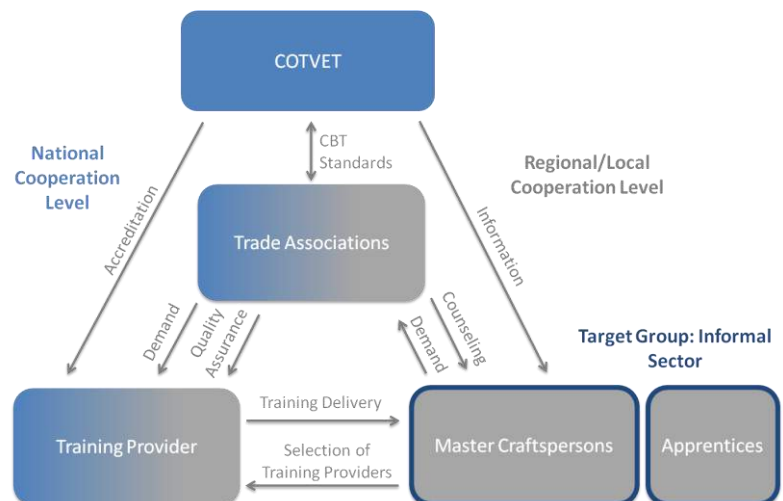 COTVET
National
Cooperation
Level
CBT
Standards
Regional/Local
Cooperation Level
Accreditation
Trade Associations
Information
Demand
Quality
Assurance
Demand
Counseling
Target Group: Informal
Sector
Training Provider
Training Delivery
Selection of
Training Providers
Master Craftspersons
Apprentices